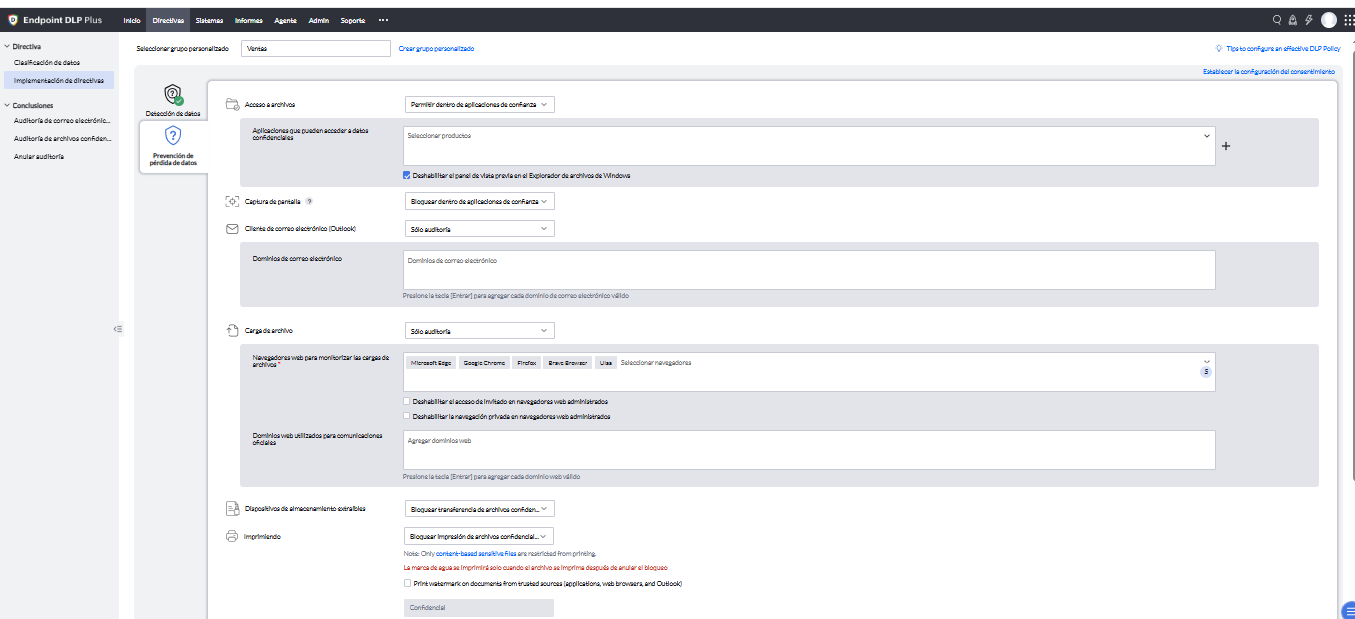 Endpoint DLP Plus
Inicio Directivas Sistemas Informes Agente Admin Soporte ···
Directiva
Clasificación de datos
Implementación de directivas
Conclusiones
Auditoría de correo electrónic...
Auditoría de archivos confiden...
Anular auditoría
Seleccionar grupo personalizado Ventas Crear grupo personalizado
Tips to configure an effective DLP Policy
Establecer la configuración del consentimiento
Detección de datos
Prevención de
pérdida de datos
Acceso a archivos Permitir dentro de aplicaciones de confianza
Aplicaciones que pueden acceder a datos
confidenciales
Seleccionar productos
Deshabilitar el panel de vista previa en el Explorador de archivos de Windows
Captura de pantalla ? Bloquear dentro de aplicaciones de confianza
Cliente de correo electrónico (Outlook) Sólo auditoría
Dominios de correo electrónico
Dominios de correo electrónico
Presione la tecla [Entrar] para agregar cada dominio de correo electrónico válido
Carga de archivo Sólo auditoría
Navegadores web para monitorizar las cargas de
archivos *
Microsoft Edge Google Chrome Firefox Brave Browser Ulaa Seleccionar navegadores
5
Deshabilitar el acceso de invitado en navegadores web administrados
Deshabilitar la navegación privada en navegadores web administrados
Dominios web utilizados para comunicaciones
oficiales
Agregar dominios web
Presione la tecla [Entrar] para agregar cada dominio web válido
Dispositivos de almacenamiento extraíbles Bloquear transferencia de archivos confiden...
Imprimiendo Bloquear impresión de archivos confidencial...
Note: Only content-based sensitive files are restricted from printing.
La marca de agua se imprimirá solo cuando el archivo se imprima después de anular el bloqueo
Print watermark on documents from trusted sources (applications, web browsers, and Outlook)
Confidencial